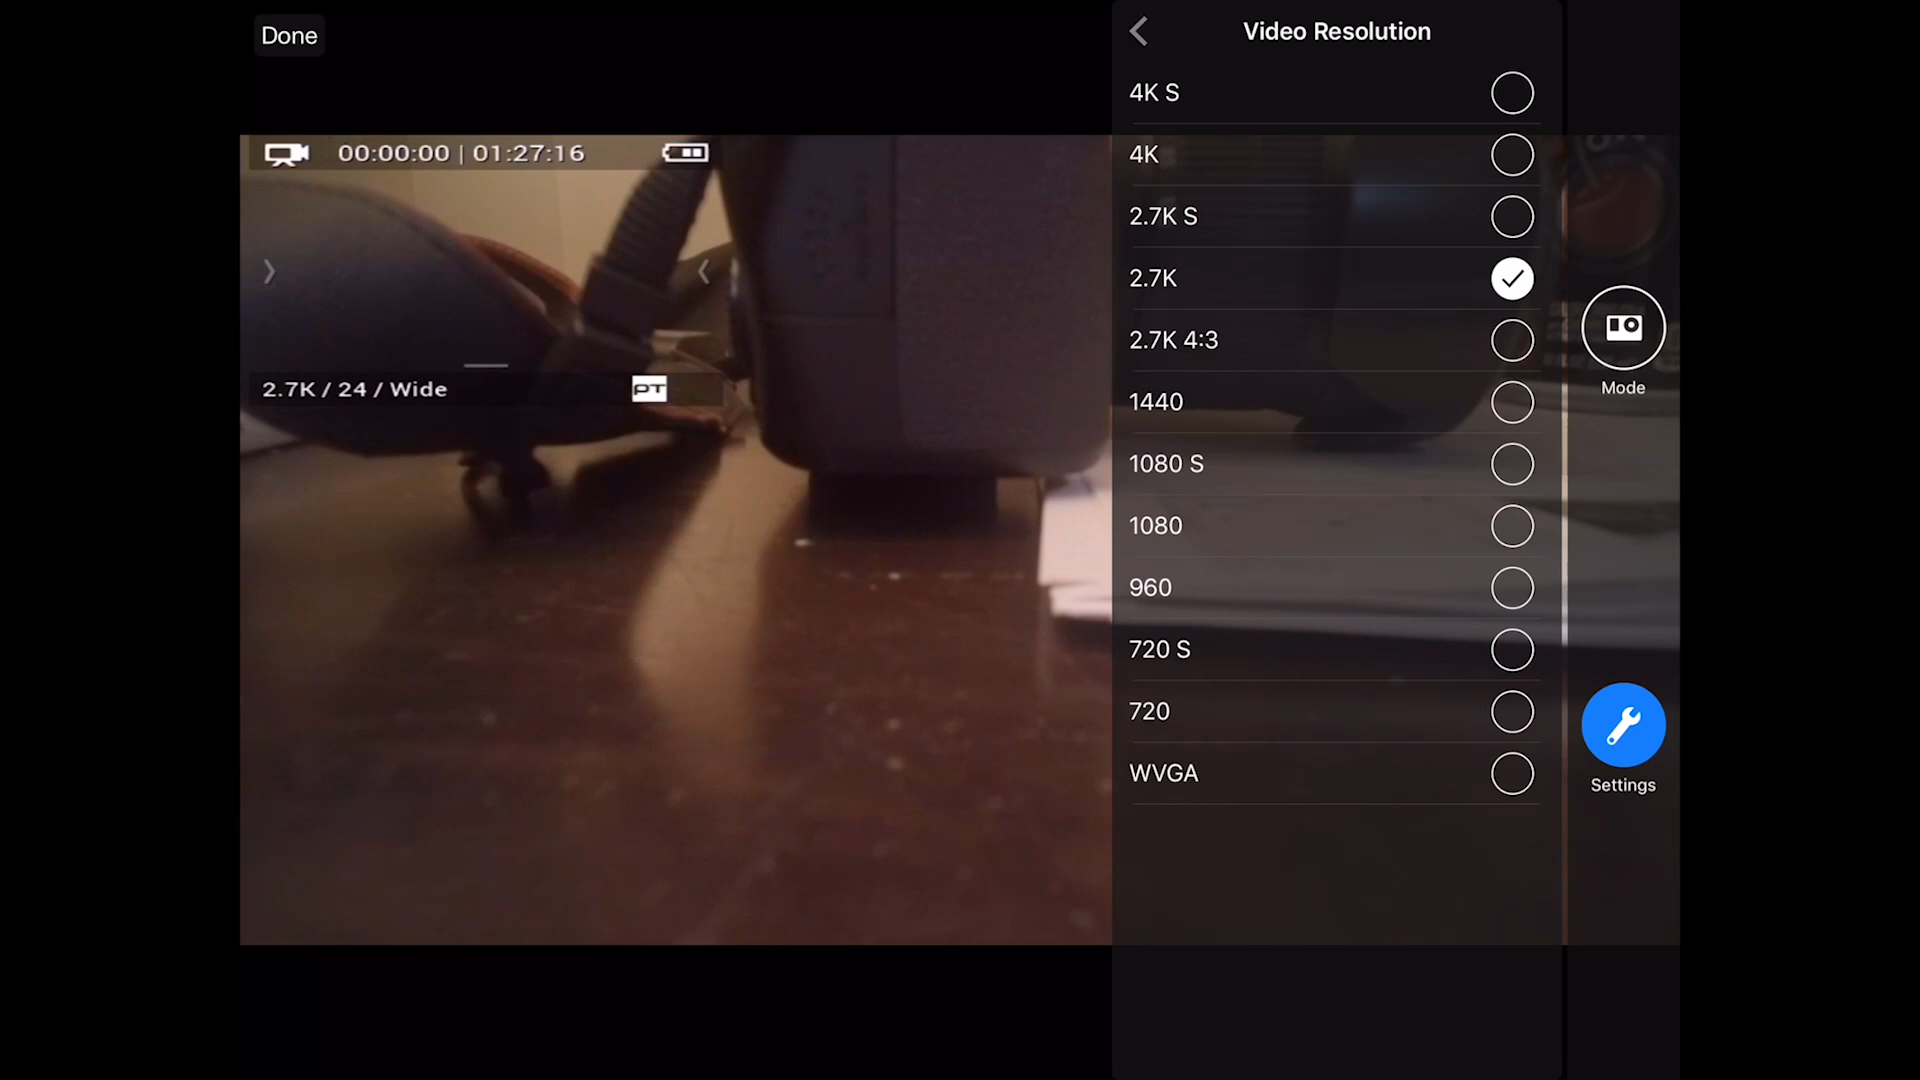 Done
Video Resolution
00:00:00 | 01:27:16
4K S
4K
2.7K S
2.7K
2.7K 4:3
1440
1080 S
1080
960
720 S
720
WVGA
2.7K / 24 / Wide
PT
Mode
Settings